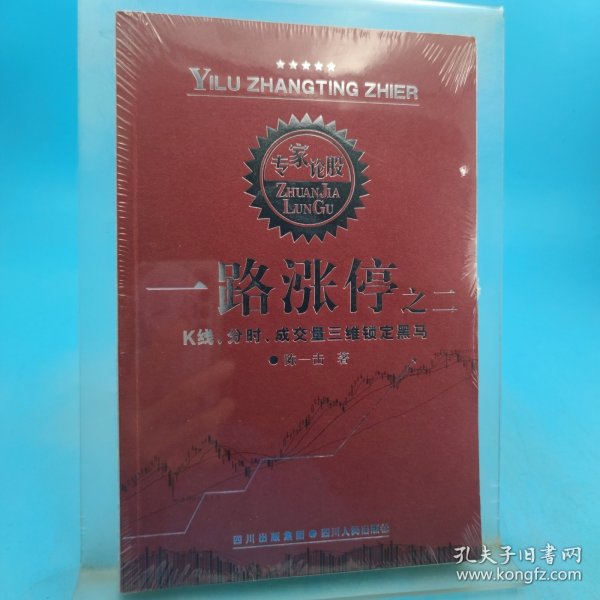 ★★★★★
YILU ZHANGTING ZHIER
专家论股
ZHUANJIA
LUNGU
一路涨停之二
K线、分时、成交量三维锁定黑马
●陈一击 著
四川出版集团 四川人民出版社
孔夫子旧书网
www.kongfz.com